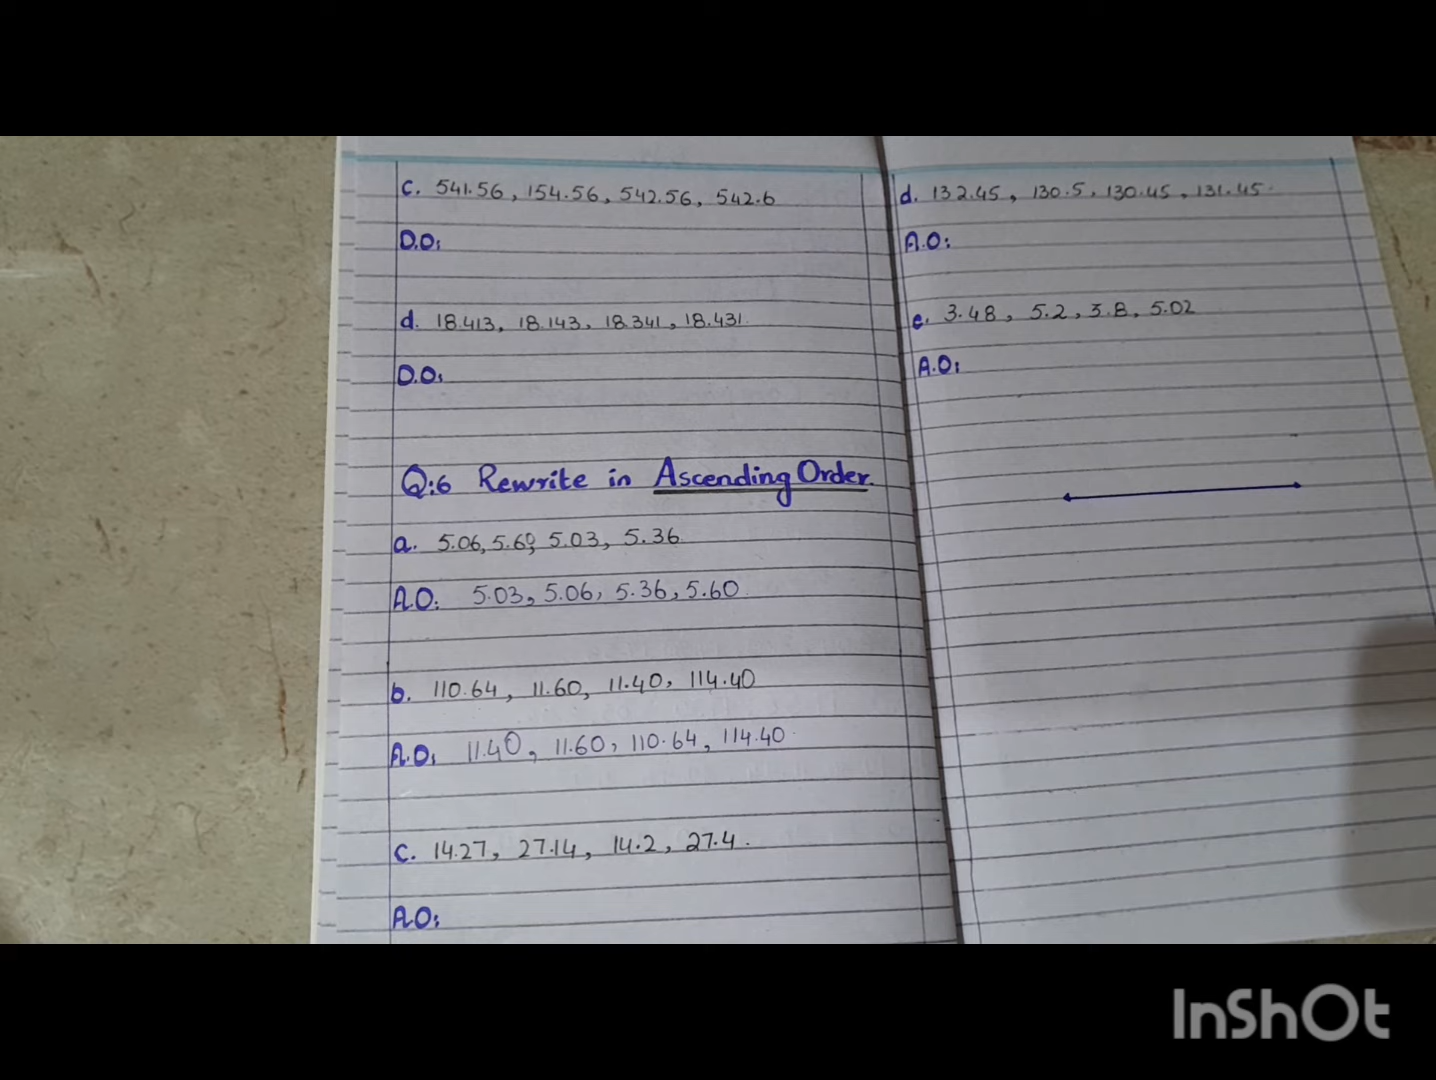 C. 541.56, 154.56, 542.56, 542.6
D.O:
d. 18.413, 18.143, 18.341, 18.431.
D.O:
Q:6 Rewrite in Ascending Order.
a. 5.06, 5.60, 5.03, 5.36
A.O: 5.03, 5.06, 5.36, 5.60
b. 110.64, 11.60, 11.40, 114.40
A.O: 11.40, 11.60, 110.64, 114.40
C. 14.27, 27.14, 14.2, 27.4.
A.O:
d. 132.45, 130.5, 130.45, 131.45.
A.O:
e. 3.48, 5.2, 3.8, 5.02
A.O:
InShOt